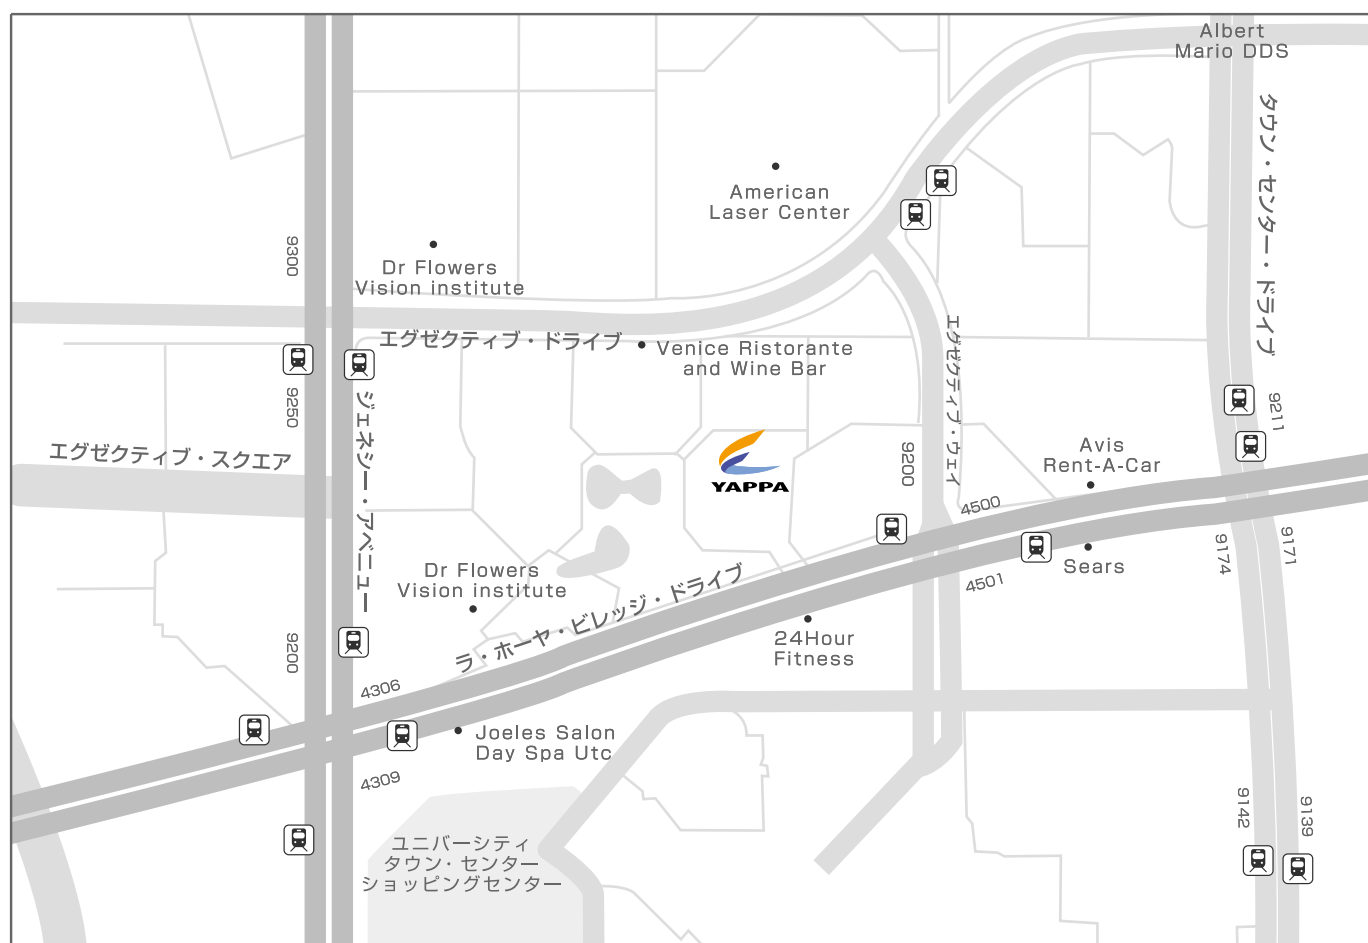 Albert
Mario DDS
タウン・センター・ドライブ
American
Laser Center
9300
Dr Flowers
Vision institute
エグゼクティブ・ドライブ
Venice Ristorante
and Wine Bar
エグゼクティブ・ウェイ
9250
ジェネシー・アベニュー
9211
エグゼクティブ・スクエア
YAPPA
9200
Avis
Rent-A-Car
4500
9174
9171
Sears
4501
Dr Flowers
Vision institute
ラ・ホーヤ・ビレッジ・ドライブ
24Hour
Fitness
9200
4306
Joeles Salon
Day Spa Utc
4309
9142
9139
ユニバーシティ
タウン・センター
ショッピングセンター